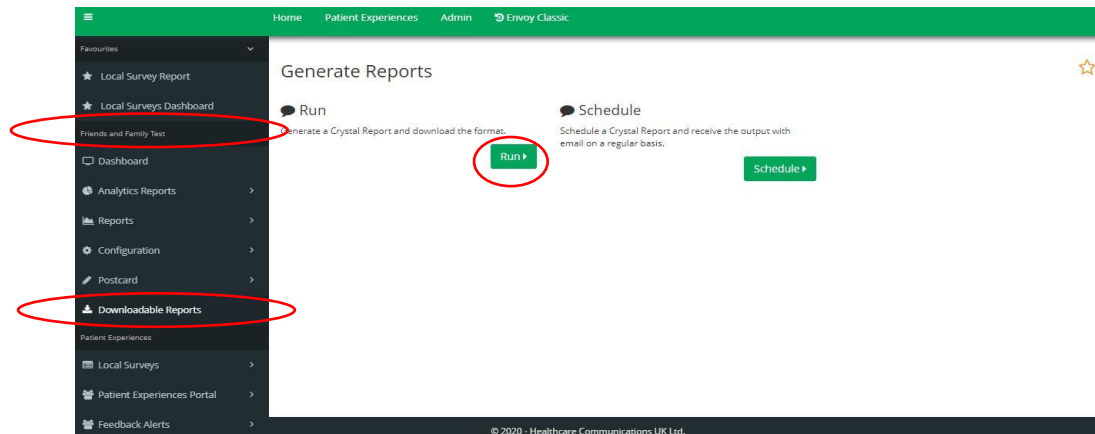 Home Patient Experiences Admin Envoy Classic
Favourites
Local Survey Report
Local Surveys Dashboard
Friends and Family Test
Dashboard
Analytics Reports
Reports
Configuration
Postcard
Downloadable Reports
Patient Experiences
Local Surveys
Patient Experiences Portal
Feedback Alerts
Generate Reports
Run
Generate a Crystal Report and download the format.
Run
Schedule
Schedule a Crystal Report and receive the output with
email on a regular basis.
Schedule
© 2020 - Healthcare Communications UK Ltd.